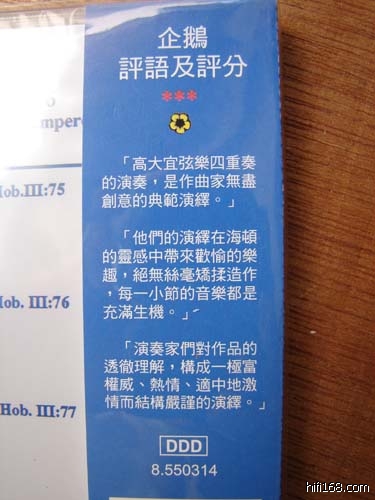 企鵝
評語及評分
***
「高大宜弦樂四重奏
的演奏，是作曲家無盡
創意的典範演繹。」
「他們的演繹在海頓
的靈感中帶來歡愉的樂
趣，絕無絲毫矯揉造作
，每一小節的音樂都是
充滿生機。」
「演奏家們對作品的
透徹理解，構成一極富
權威、熱情、適中地激
情而結構嚴謹的演繹。」
DDD
8.550314
o
mpero
Hob.III:75
Hob. III:76
Hob. III:77
hifi168.com